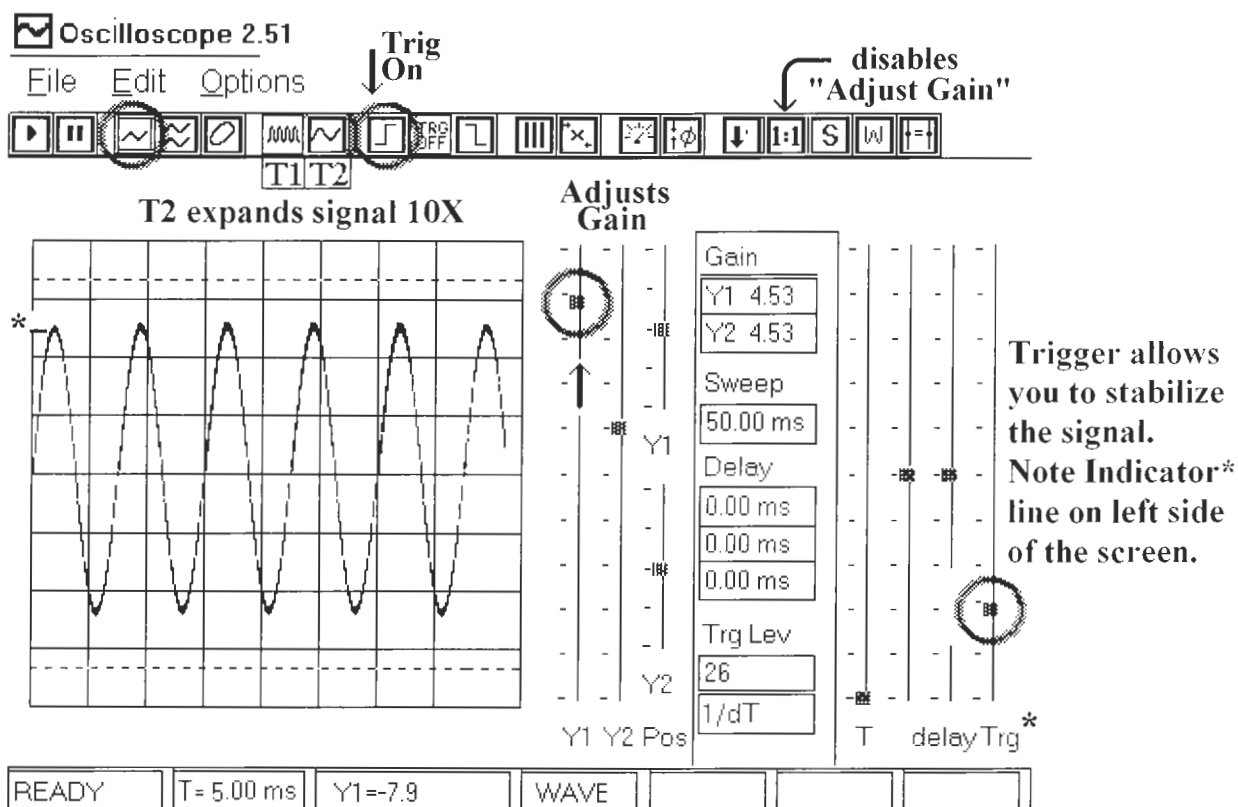 Oscilloscope 2.51
Trig
On
disables
"Adjust Gain"
File Edit Options
TRG
OFF
1:1 S W
T1 T2
T2 expands signal 10X
Adjusts
Gain
*
Gain
Y1 4.53
Y2 4.53
Sweep
50.00 ms
Delay
0.00 ms
0.00 ms
0.00 ms
Trg Lev
26
1/dT
Y1
Y2
Y1 Y2 Pos
T delay Trg *
Trigger allows
you to stabilize
the signal.
Note Indicator*
line on left side
of the screen.
READY T= 5.00 ms Y1=-7.9 WAVE